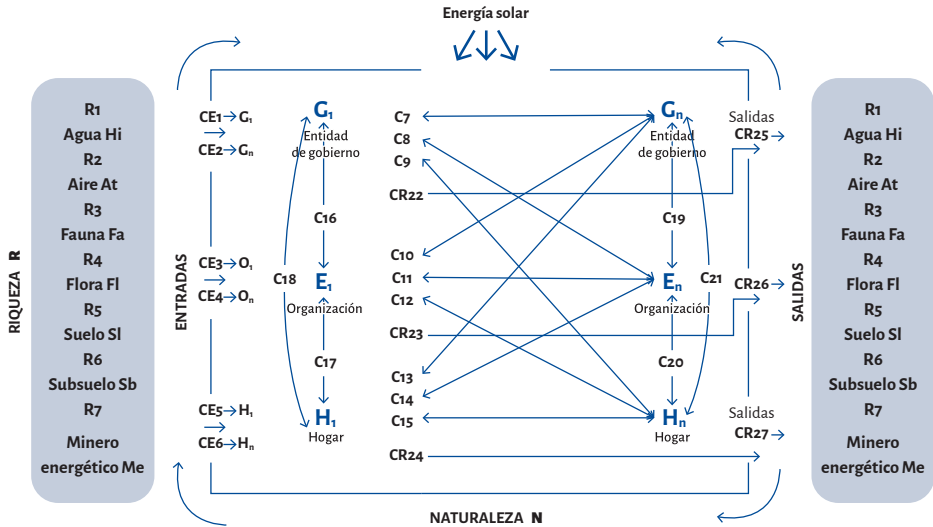 Energía solar
RIQUEZA R
R1
Agua Hi
R2
Aire At
R3
Fauna Fa
R4
Flora Fl
R5
Suelo Sl
R6
Subsuelo Sb
R7
Minero
energético Me
ENTRADAS
CE1→G₁
CE2→Gₙ
CE3→O₁
CE4→Oₙ
CE5→H₁
CE6→Hₙ
G₁
Entidad
de gobierno
C16
C18
E₁
Organización
C17
H₁
Hogar
C7
C8
C9
CR22
C10
C11
C12
CR23
C13
C14
C15
CR24
Gₙ
Entidad
de gobierno
C19
C21
Eₙ
Organización
C20
Hₙ
Hogar
Salidas
CR25
CR26
Salidas
CR27
SALIDAS
R1
Agua Hi
R2
Aire At
R3
Fauna Fa
R4
Flora Fl
R5
Suelo Sl
R6
Subsuelo Sb
R7
Minero
energético Me
NATURALEZA N